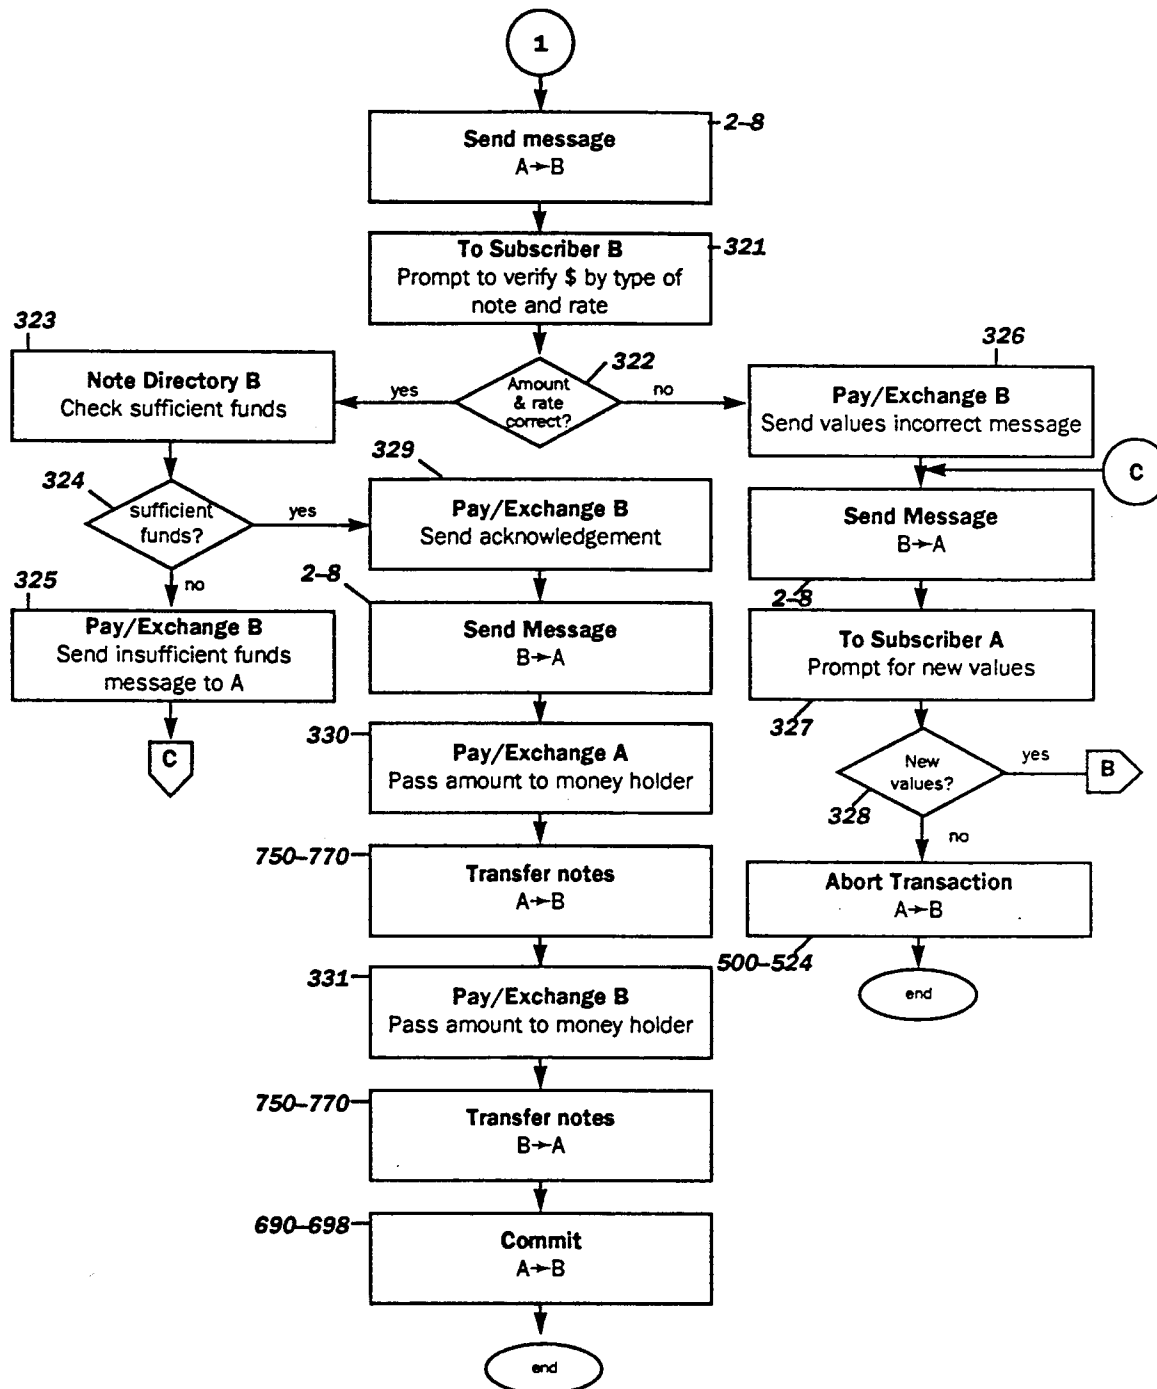 1
2-8
Send message
A→B
321
To Subscriber B
Prompt to verify $ by type of
note and rate
323
Note Directory B
Check sufficient funds
yes
322
Amount
& rate
correct?
no
326
Pay/Exchange B
Send values incorrect message
C
324
sufficient
funds?
yes
no
329
Pay/Exchange B
Send acknowledgement
Send Message
B→A
2-8
325
Pay/Exchange B
Send insufficient funds
message to A
C
2-8
Send Message
B→A
To Subscriber A
Prompt for new values
327
330
Pay/Exchange A
Pass amount to money holder
New
values?
328
yes
B
no
750-770
Transfer notes
A→B
Abort Transaction
A→B
500-524
end
331
Pay/Exchange B
Pass amount to money holder
750-770
Transfer notes
B→A
690-698
Commit
A→B
end